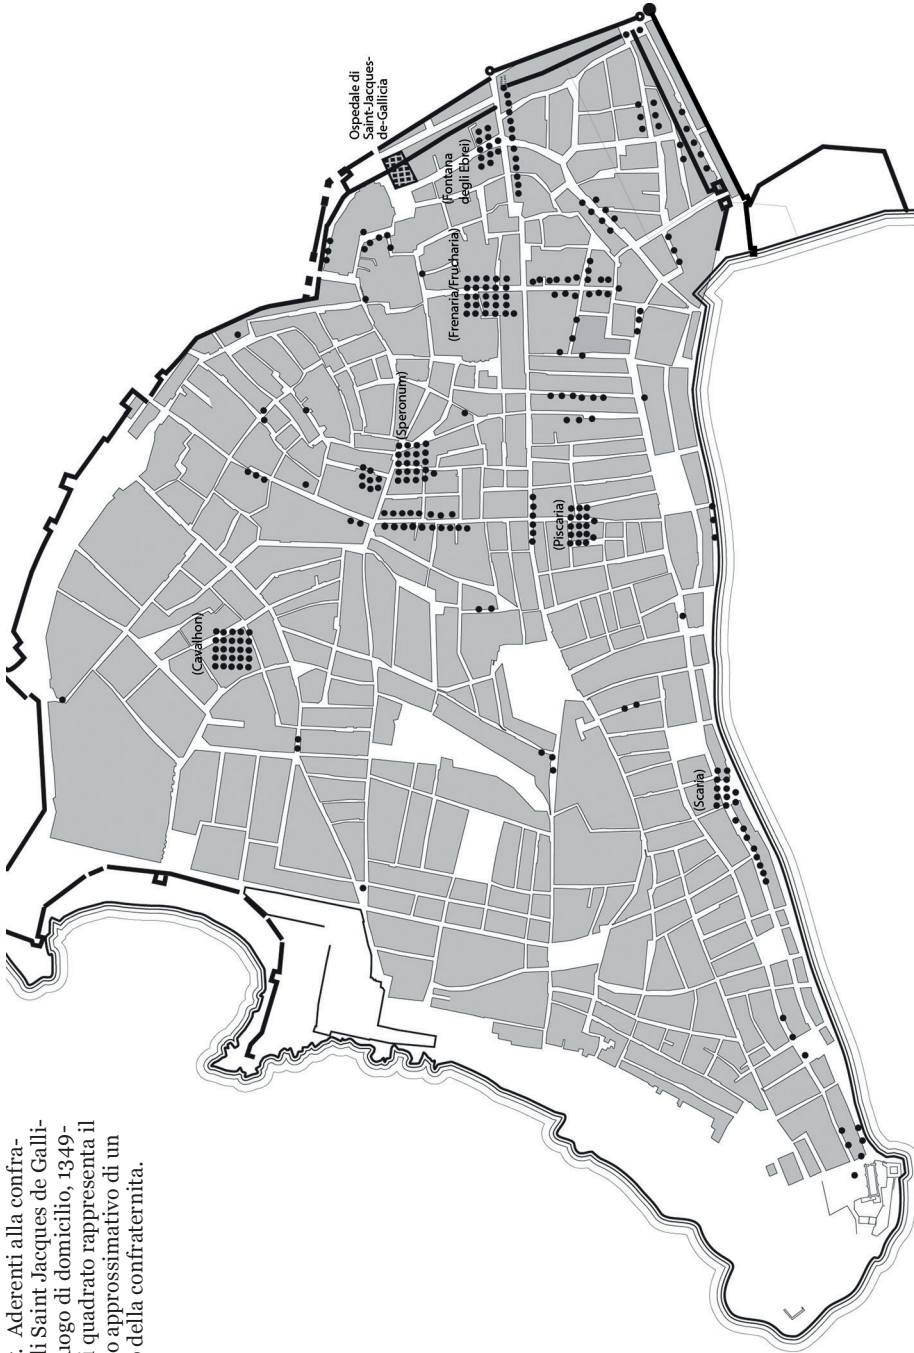 . Aderenti alla confra-
di Saint Jacques de Galli-
uogo di domicilio, 1349-
quadrato rappresenta il
o approssimativo di un
della confraternita.
Ospedale di
Saint-Jacques-
de-Gallicia
(Fontana
degli Ebrei)
(Frenaria/Frucharia)
(Speronum)
(Cavalhon)
(Piscaria)
(Scaria)